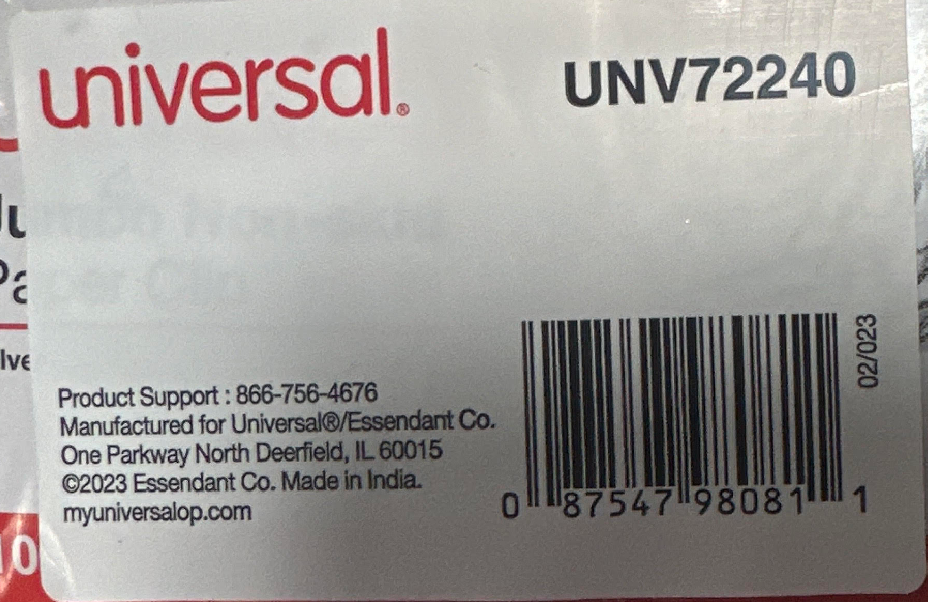 universal®
UNV72240
Product Support : 866-756-4676
Manufactured for Universal®/Essendant Co.
One Parkway North Deerfield, IL 60015
©2023 Essendant Co. Made in India.
myuniversalop.com
0 87547 98081 1
02/023